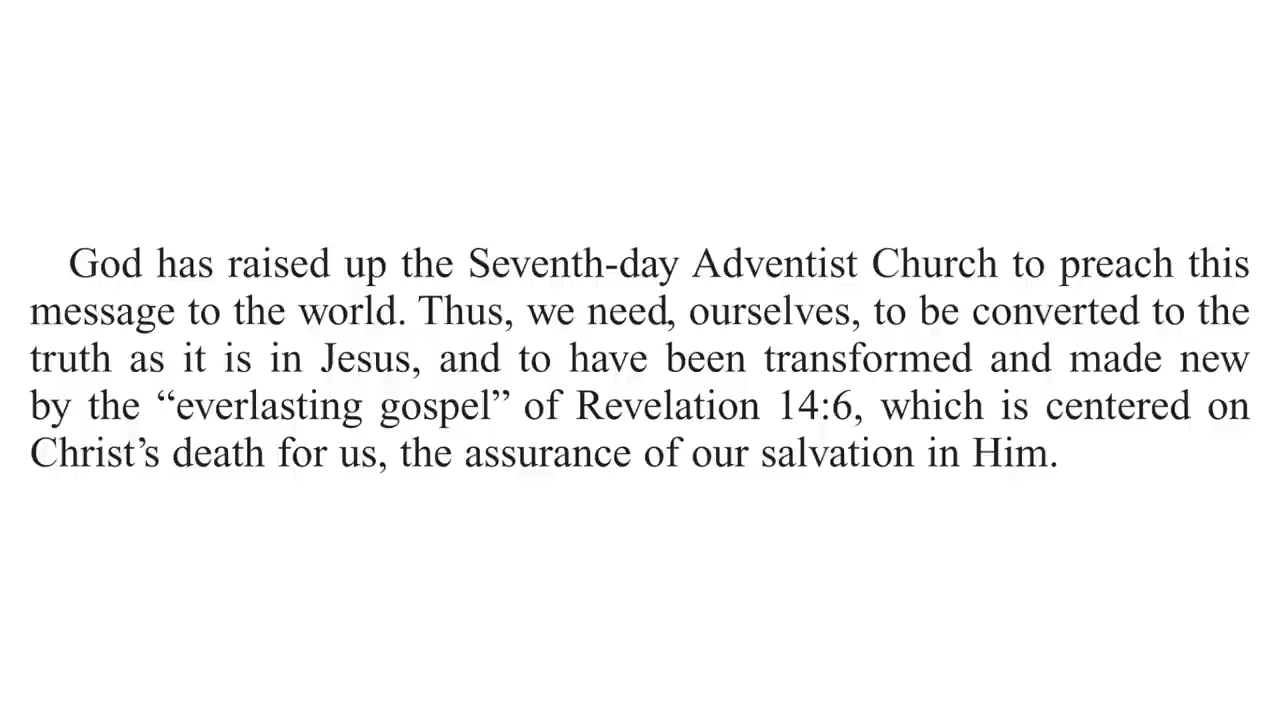 God has raised up the Seventh-day Adventist Church to preach this
message to the world. Thus, we need, ourselves, to be converted to the
truth as it is in Jesus, and to have been transformed and made new
by the “everlasting gospel” of Revelation 14:6, which is centered on
Christ’s death for us, the assurance of our salvation in Him.